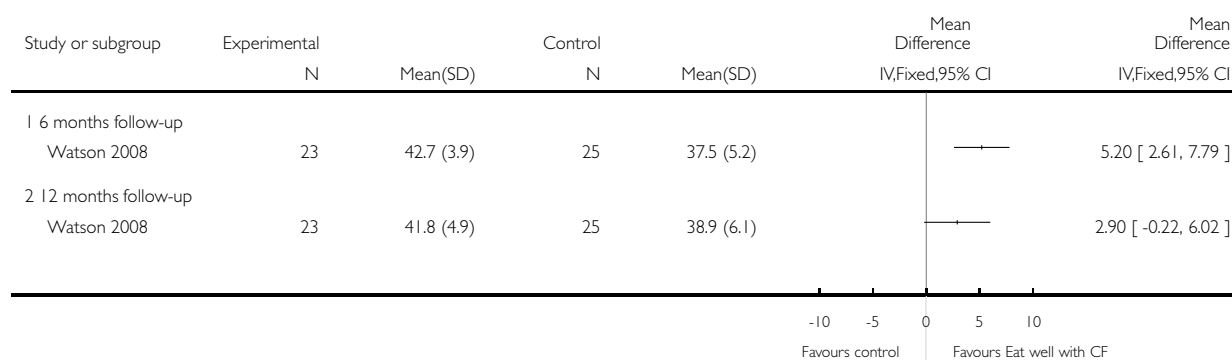 Study or subgroup Experimental Control Mean Difference Mean Difference
N Mean(SD) N Mean(SD) IV,Fixed,95% CI IV,Fixed,95% CI
1 6 months follow-up
Watson 2008 23 42.7 (3.9) 25 37.5 (5.2) 5.20 [ 2.61, 7.79 ]
2 12 months follow-up
Watson 2008 23 41.8 (4.9) 25 38.9 (6.1) 2.90 [ -0.22, 6.02 ]
-10 -5 0 5 10
Favours control Favours Eat well with CF